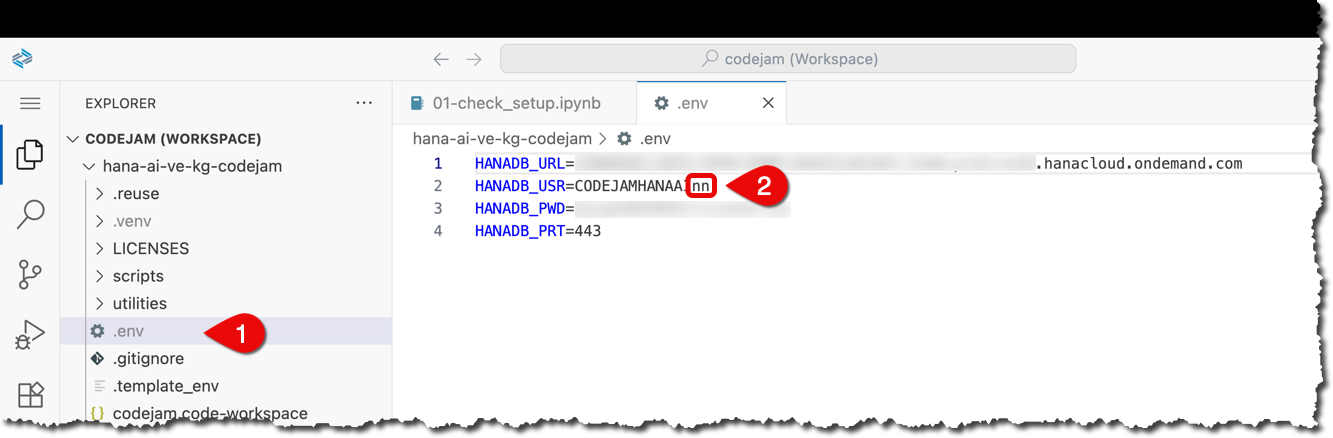 codejam (Workspace)
EXPLORER
...
01-check_setup.ipynb
.env
CODEJAM (WORKSPACE)
hana-ai-ve-kg-codejam
.reuse
.venv
LICENSES
scripts
utilities
.env
1
.gitignore
.template_env
codejam.code-workspace
hana-ai-ve-kg-codejam > .env
1 HANADB_URL= .hanacloud.ondemand.com
2 HANADB_USR=CODEJAMHANAAInn
2
3 HANADB_PWD=
4 HANADB_PRT=443